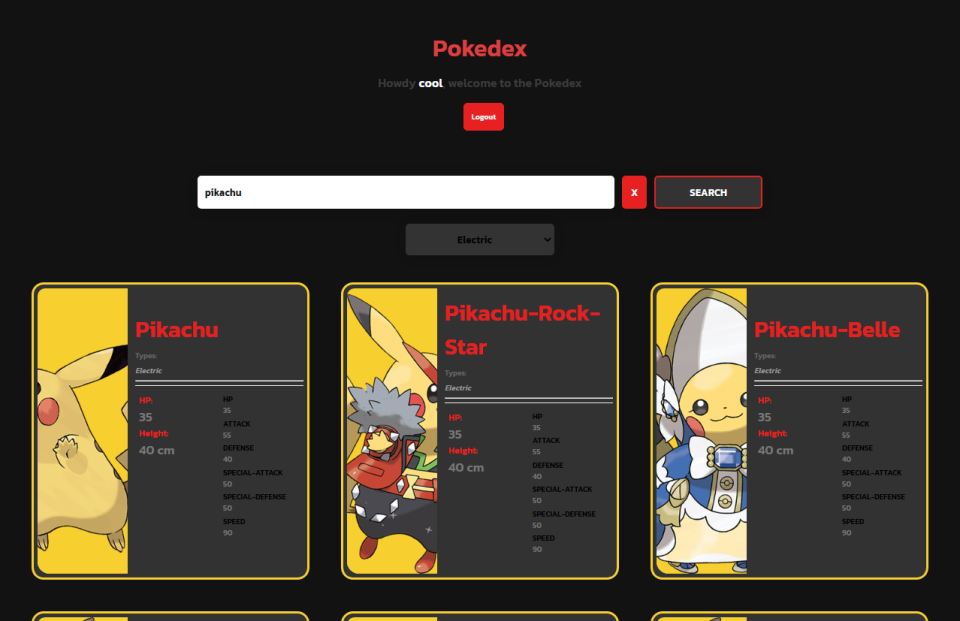 Pokedex
Howdy cool, welcome to the Pokedex
Logout
pikachu
X
SEARCH
Electric
Pikachu
Types:
Electric
HP:
35
Height:
40 cm
HP
35
ATTACK
55
DEFENSE
40
SPECIAL-ATTACK
50
SPECIAL-DEFENSE
50
SPEED
90
Pikachu-Rock-
Star
Types:
Electric
HP:
35
Height:
40 cm
HP
35
ATTACK
55
DEFENSE
40
SPECIAL-ATTACK
50
SPECIAL-DEFENSE
50
SPEED
90
Pikachu-Belle
Types:
Electric
HP:
35
Height:
40 cm
HP
35
ATTACK
55
DEFENSE
40
SPECIAL-ATTACK
50
SPECIAL-DEFENSE
50
SPEED
90